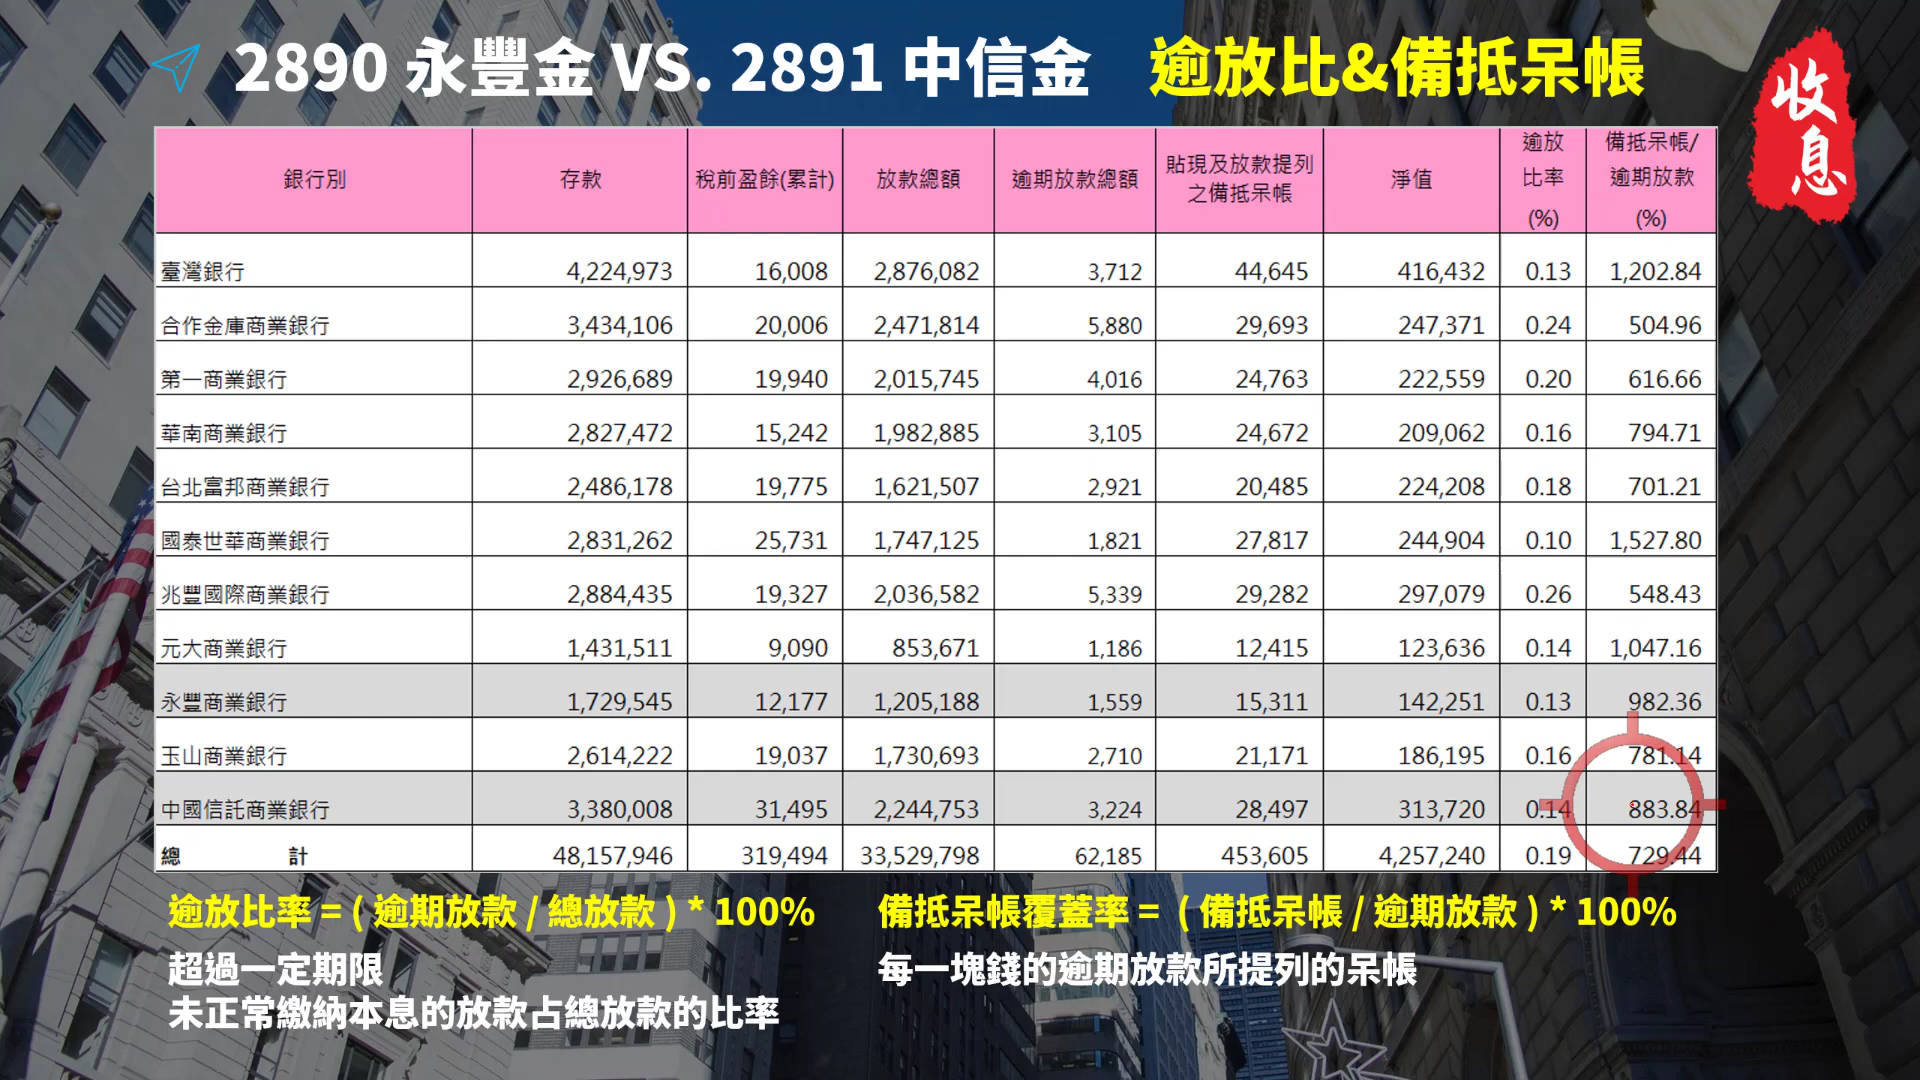 2890 永豐金 VS. 2891 中信金 逾放比&備抵呆帳
收息
銀行別 存款 稅前盈餘(累計) 放款總額 逾期放款總額 貼現及放款提列之備抵呆帳 淨值 逾放比率(%) 備抵呆帳/逾期放款(%)
臺灣銀行 4,224,973 16,008 2,876,082 3,712 44,645 416,432 0.13 1,202.84
合作金庫商業銀行 3,434,106 20,006 2,471,814 5,880 29,693 247,371 0.24 504.96
第一商業銀行 2,926,689 19,940 2,015,745 4,016 24,763 222,559 0.20 616.66
華南商業銀行 2,827,472 15,242 1,982,885 3,105 24,672 209,062 0.16 794.71
台北富邦商業銀行 2,486,178 19,775 1,621,507 2,921 20,485 224,208 0.18 701.21
國泰世華商業銀行 2,831,262 25,731 1,747,125 1,821 27,817 244,904 0.10 1,527.80
兆豐國際商業銀行 2,884,435 19,327 2,036,582 5,339 29,282 297,079 0.26 548.43
元大商業銀行 1,431,511 9,090 853,671 1,186 12,415 123,636 0.14 1,047.16
永豐商業銀行 1,729,545 12,177 1,205,188 1,559 15,311 142,251 0.13 982.36
玉山商業銀行 2,614,222 19,037 1,730,693 2,710 21,171 186,195 0.16 781.14
中國信託商業銀行 3,380,008 31,495 2,244,753 3,224 28,497 313,720 0.14 883.84
總 計 48,157,946 319,494 33,529,798 62,185 453,605 4,257,240 0.19 729.44
逾放比率 = ( 逾期放款 / 總放款 ) * 100%
超過一定期限
未正常繳納本息的放款占總放款的比率
備抵呆帳覆蓋率 = ( 備抵呆帳 / 逾期放款 ) * 100%
每一塊錢的逾期放款所提列的呆帳